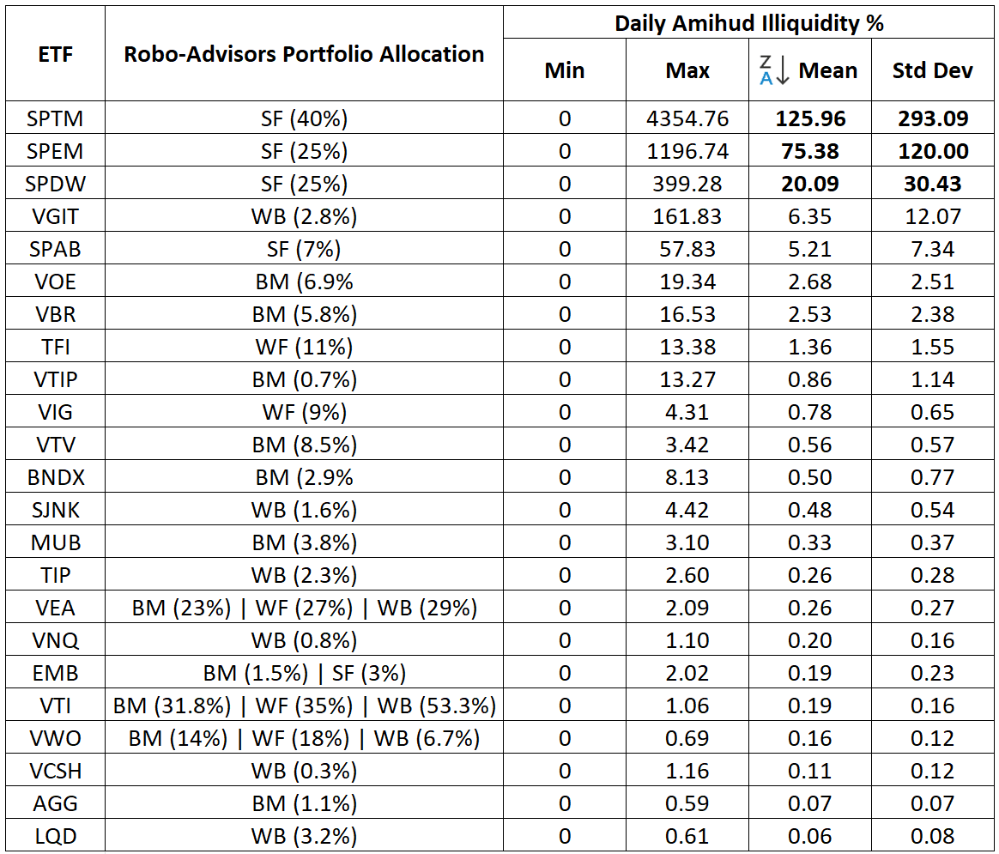 ETF Robo-Advisors Portfolio Allocation Daily Amihud Illiquidity %
Min Max ZA↓ Mean Std Dev
SPTM SF (40%) 0 4354.76 125.96 293.09
SPEM SF (25%) 0 1196.74 75.38 120.00
SPDW SF (25%) 0 399.28 20.09 30.43
VGIT WB (2.8%) 0 161.83 6.35 12.07
SPAB SF (7%) 0 57.83 5.21 7.34
VOE BM (6.9% 0 19.34 2.68 2.51
VBR BM (5.8%) 0 16.53 2.53 2.38
TFI WF (11%) 0 13.38 1.36 1.55
VTIP BM (0.7%) 0 13.27 0.86 1.14
VIG WF (9%) 0 4.31 0.78 0.65
VTV BM (8.5%) 0 3.42 0.56 0.57
BNDX BM (2.9% 0 8.13 0.50 0.77
SJNK WB (1.6%) 0 4.42 0.48 0.54
MUB BM (3.8%) 0 3.10 0.33 0.37
TIP WB (2.3%) 0 2.60 0.26 0.28
VEA BM (23%) | WF (27%) | WB (29%) 0 2.09 0.26 0.27
VNQ WB (0.8%) 0 1.10 0.20 0.16
EMB BM (1.5%) | SF (3%) 0 2.02 0.19 0.23
VTI BM (31.8%) | WF (35%) | WB (53.3%) 0 1.06 0.19 0.16
VWO BM (14%) | WF (18%) | WB (6.7%) 0 0.69 0.16 0.12
VCSH WB (0.3%) 0 1.16 0.11 0.12
AGG BM (1.1%) 0 0.59 0.07 0.07
LQD WB (3.2%) 0 0.61 0.06 0.08